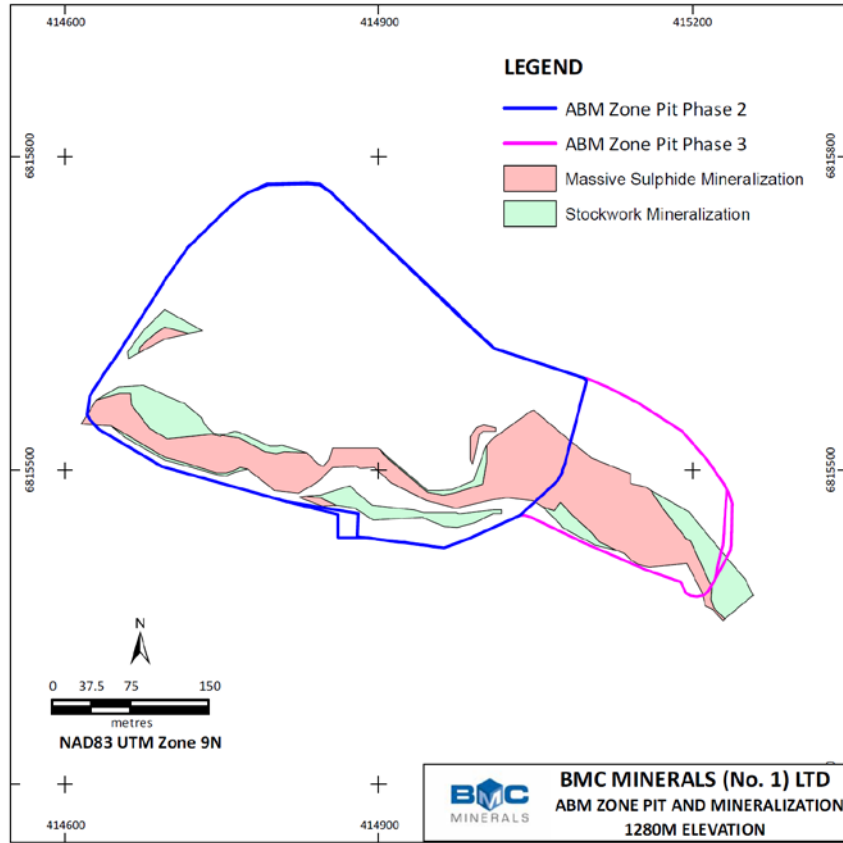 414600 414900 415200
LEGEND
ABM Zone Pit Phase 2
ABM Zone Pit Phase 3
Massive Sulphide Mineralization
Stockwork Mineralization
6815800 6815800
6815500 6815500
N
0 37.5 75 150
metres
NAD83 UTM Zone 9N
BMC
MINERALS
BMC MINERALS (No. 1) LTD
ABM ZONE PIT AND MINERALIZATION
1280M ELEVATION
414600 414900